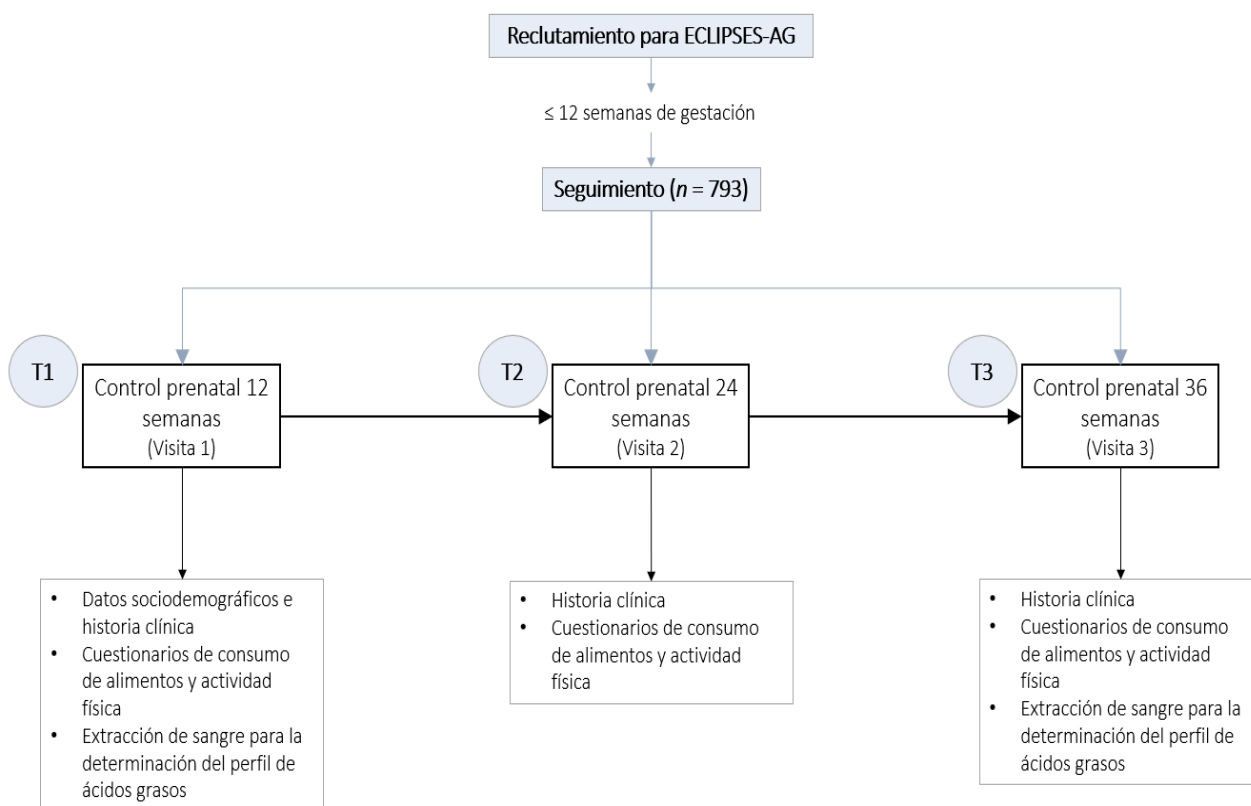 Reclutamiento para ECLIPSES-AG
≤ 12 semanas de gestación
Seguimiento (n = 793)
T1
Control prenatal 12
semanas
(Visita 1)
T2
Control prenatal 24
semanas
(Visita 2)
T3
Control prenatal 36
semanas
(Visita 3)
• Datos sociodemográficos e
historia clínica
• Cuestionarios de consumo
de alimentos y actividad
física
• Extracción de sangre para la
determinación del perfil de
ácidos grasos
• Historia clínica
• Cuestionarios de consumo
de alimentos y actividad
física
• Historia clínica
• Cuestionarios de consumo
de alimentos y actividad
física
• Extracción de sangre para la
determinación del perfil de
ácidos grasos